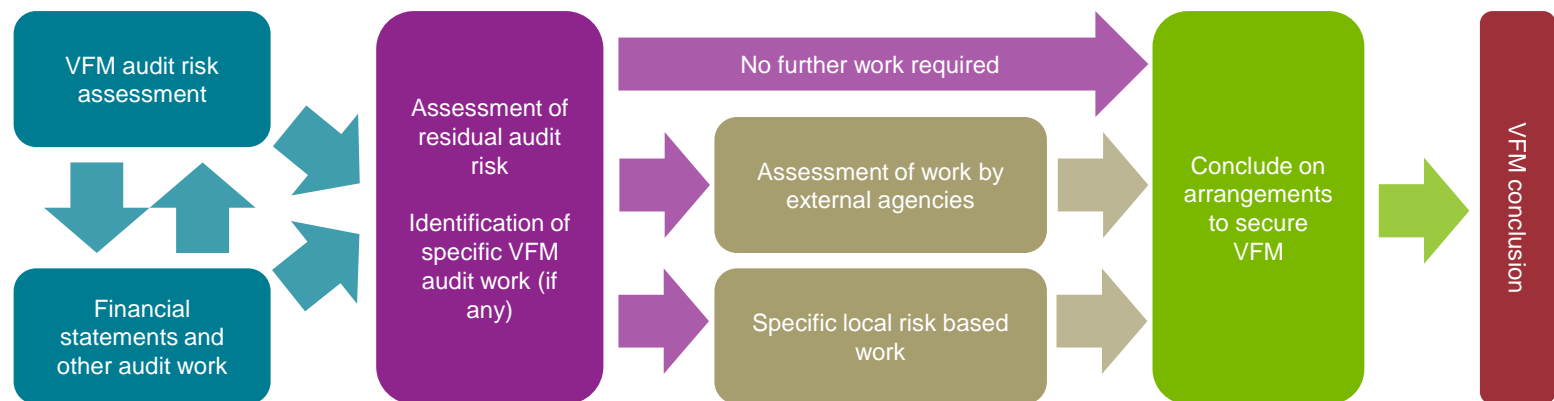 VFM audit risk
assessment
Financial
statements and
other audit work
Assessment of
residual audit
risk
Identification of
specific VFM
audit work (if
any)
No further work required
Assessment of work by
external agencies
Specific local risk based
work
Conclude on
arrangements
to secure
VFM
VFM conclusion